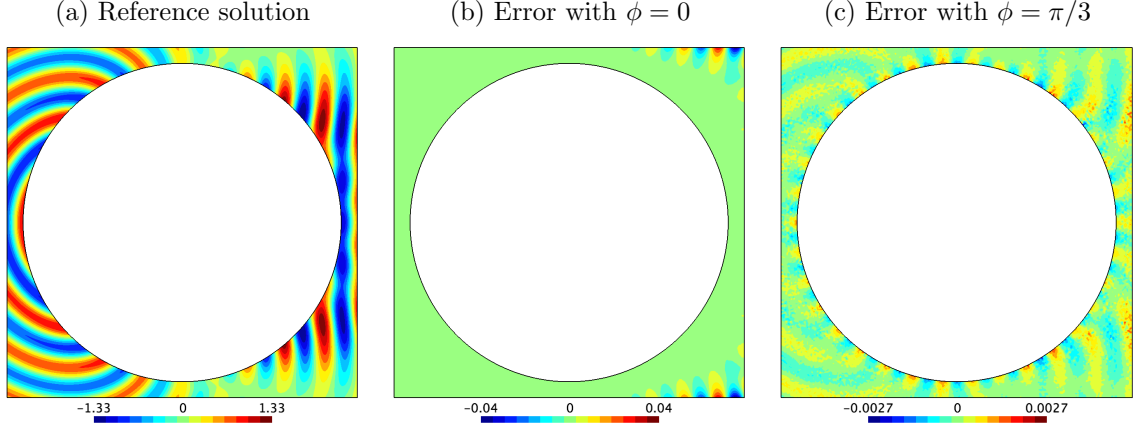 (a) Reference solution
(b) Error with ϕ = 0
(c) Error with ϕ = π/3
−1.33 0 1.33
−0.04 0 0.04
−0.0027 0 0.0027